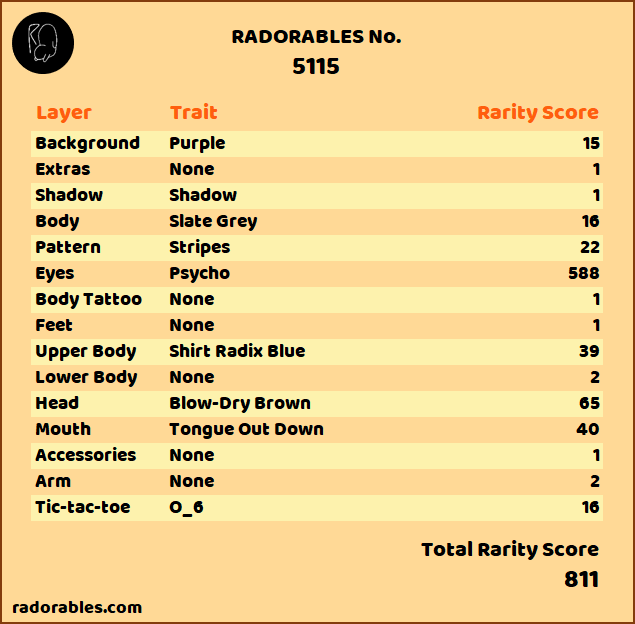 RADORABLES No.
5115
Layer Trait Rarity Score
Background Purple 15
Extras None 1
Shadow Shadow 1
Body Slate Grey 16
Pattern Stripes 22
Eyes Psycho 588
Body Tattoo None 1
Feet None 1
Upper Body Shirt Radix Blue 39
Lower Body None 2
Head Blow-Dry Brown 65
Mouth Tongue Out Down 40
Accessories None 1
Arm None 2
Tic-tac-toe O_6 16
Total Rarity Score
811
radorables.com